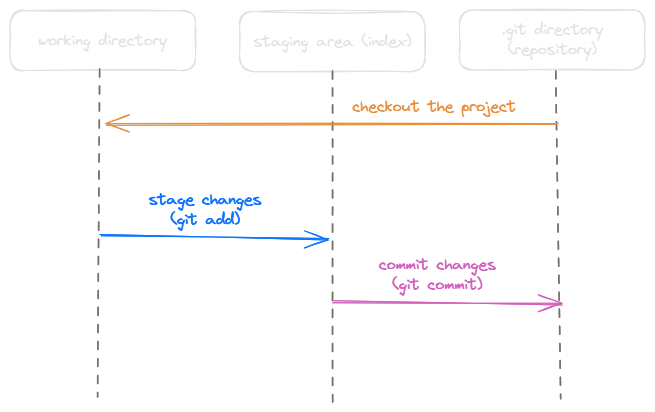 working directory
staging area (index)
.git directory
(repository)
checkout the project
stage changes
(git add)
commit changes
(git commit)